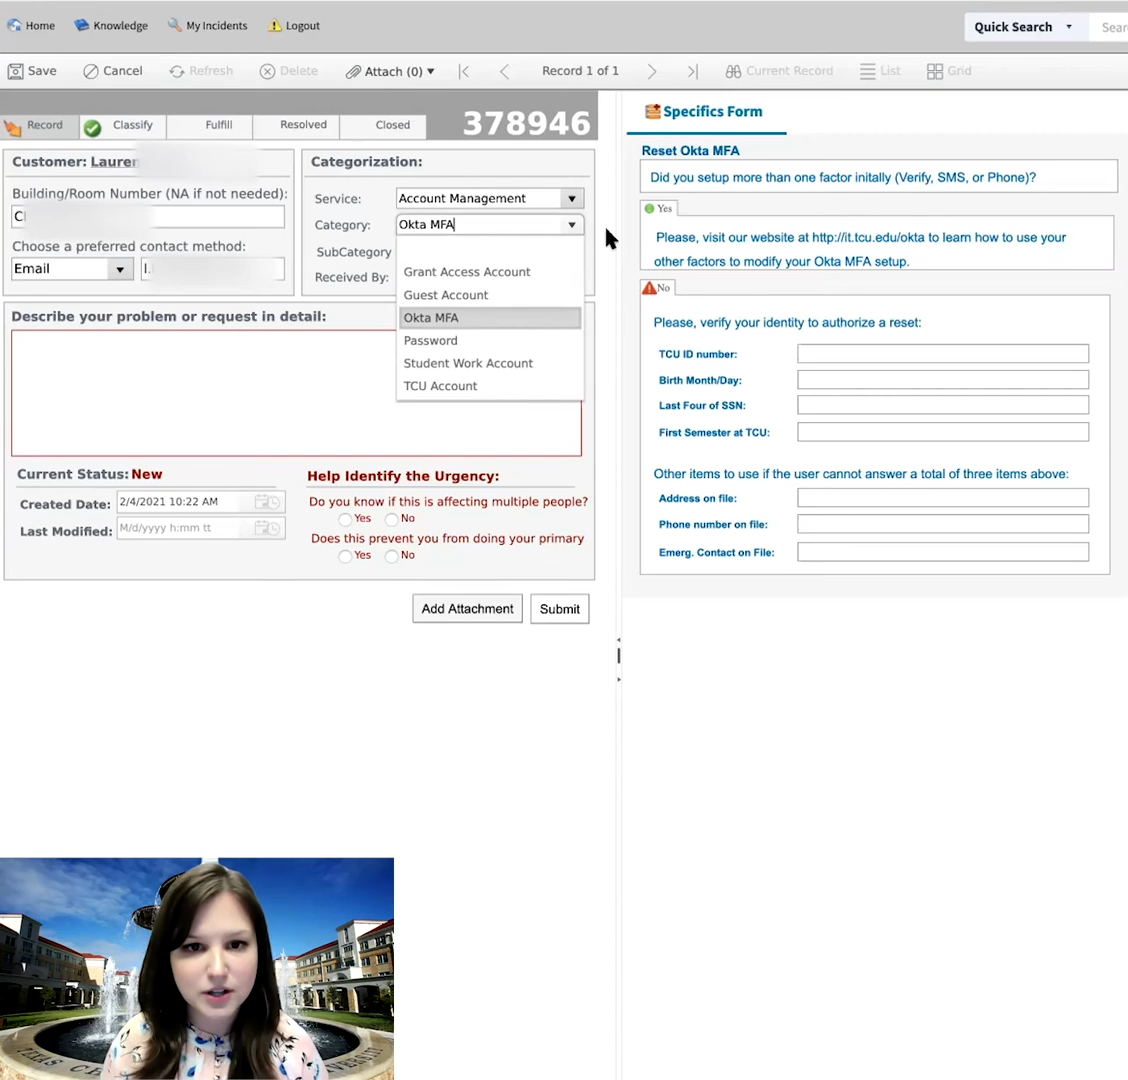 Home Knowledge My Incidents Logout Quick Search Sear
Save Cancel Refresh Delete Attach (0) Record 1 of 1 Current Record List Grid
Record Classify Fulfill Resolved Closed 378946
Customer: Lauren
Building/Room Number (NA if not needed):
Choose a preferred contact method:
Email
Categorization:
Service: Account Management
Category: Okta MFA
SubCategory
Received By:
Grant Access Account
Guest Account
Okta MFA
Password
Student Work Account
TCU Account
Describe your problem or request in detail:
Current Status: New
Created Date: 2/4/2021 10:22 AM
Last Modified: M/d/yyyy h:mm tt
Help Identify the Urgency:
Do you know if this is affecting multiple people?
Yes No
Does this prevent you from doing your primary
Yes No
Add Attachment Submit
Specifics Form
Reset Okta MFA
Did you setup more than one factor initally (Verify, SMS, or Phone)?
Yes
Please, visit our website at http://it.tcu.edu/okta to learn how to use your
other factors to modify your Okta MFA setup.
No
Please, verify your identity to authorize a reset:
TCU ID number:
Birth Month/Day:
Last Four of SSN:
First Semester at TCU:
Other items to use if the user cannot answer a total of three items above:
Address on file:
Phone number on file:
Emerg. Contact on File: